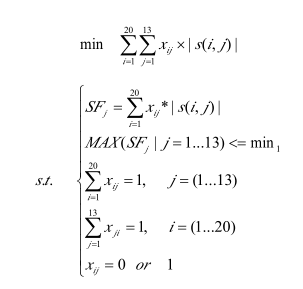 min ∑_{i=1}^{20} ∑_{j=1}^{13} x_{ij} × | s(i, j) |
s.t.
SF_j = ∑_{i=1}^{20} x_{ij} * | s(i, j) |
MAX(SF_j | j = 1...13) <= min_1
∑_{i=1}^{20} x_{ij} = 1, j = (1...13)
∑_{j=1}^{13} x_{ji} = 1, i = (1...20)
x_{ij} = 0 or 1